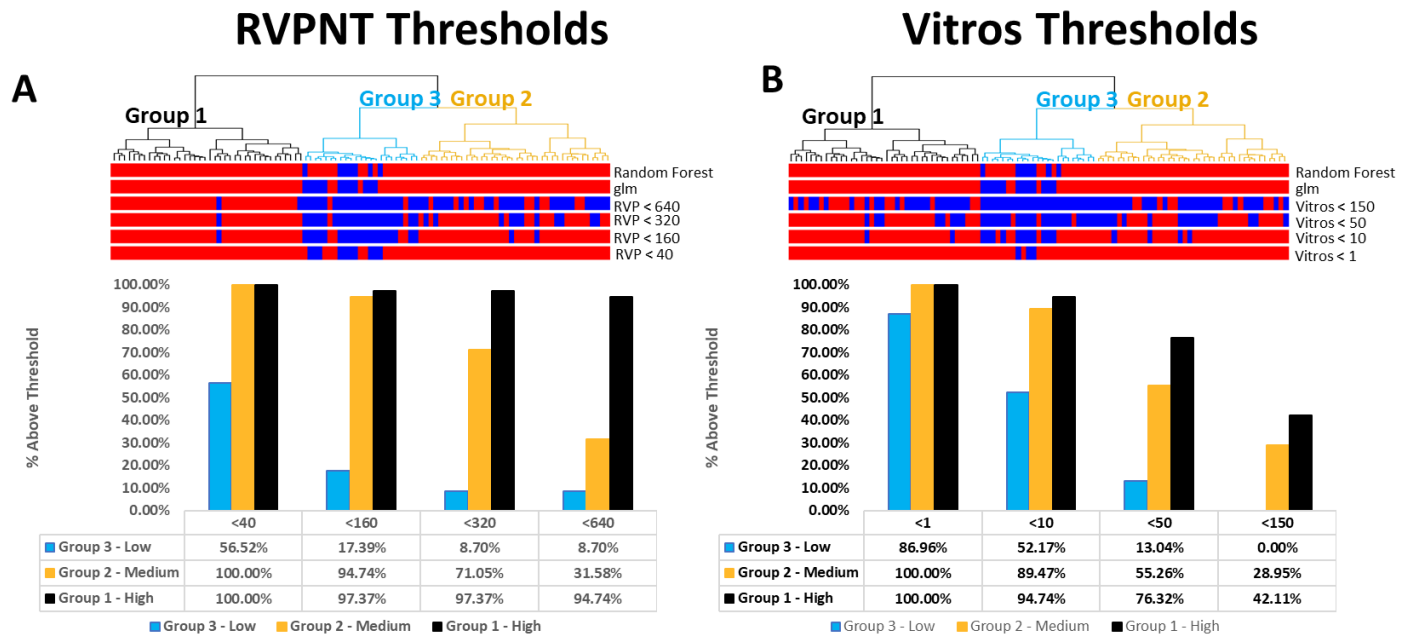 RVPNT Thresholds
Vitros Thresholds
A
Group 1
Group 3
Group 2
Random Forest
glm
RVP < 640
RVP < 320
RVP < 160
RVP < 40
% Above Threshold
100.00%
90.00%
80.00%
70.00%
60.00%
50.00%
40.00%
30.00%
20.00%
10.00%
0.00%
<40 <160 <320 <640
Group 3 - Low 56.52% 17.39% 8.70% 8.70%
Group 2 - Medium 100.00% 94.74% 71.05% 31.58%
Group 1 - High 100.00% 97.37% 97.37% 94.74%
Group 3 - Low Group 2 - Medium Group 1 - High
B
Group 1
Group 3
Group 2
Random Forest
glm
Vitros < 150
Vitros < 50
Vitros < 10
Vitros < 1
% Above Threshold
100.00%
90.00%
80.00%
70.00%
60.00%
50.00%
40.00%
30.00%
20.00%
10.00%
0.00%
<1 <10 <50 <150
Group 3 - Low 86.96% 52.17% 13.04% 0.00%
Group 2 - Medium 100.00% 89.47% 55.26% 28.95%
Group 1 - High 100.00% 94.74% 76.32% 42.11%
Group 3 - Low Group 2 - Medium Group 1 - High